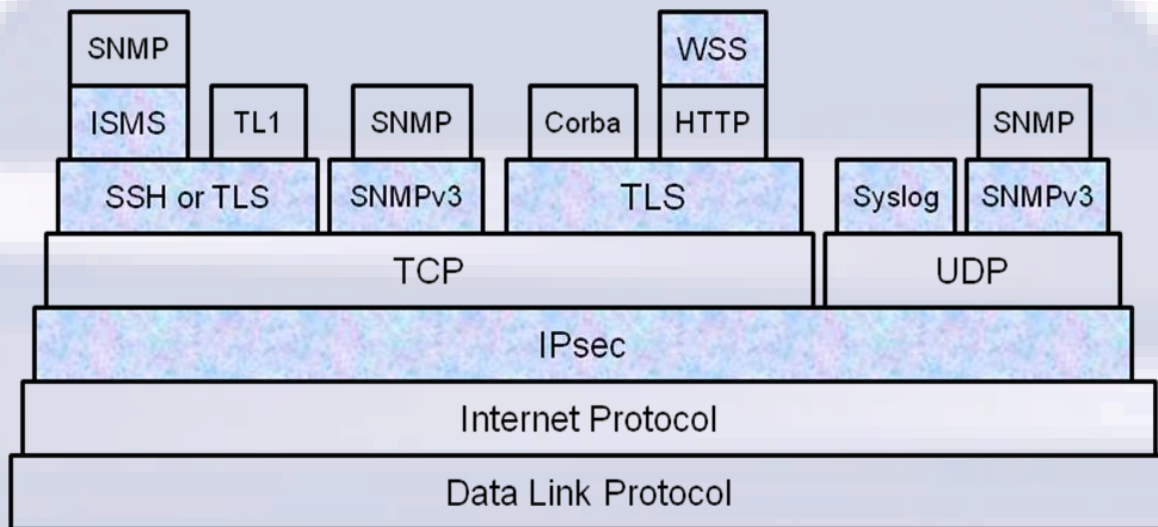 SNMP
WSS
ISMS
TL1
SNMP
Corba
HTTP
SNMP
SSH or TLS
SNMPv3
TLS
Syslog
SNMPv3
TCP
UDP
IPsec
Internet Protocol
Data Link Protocol